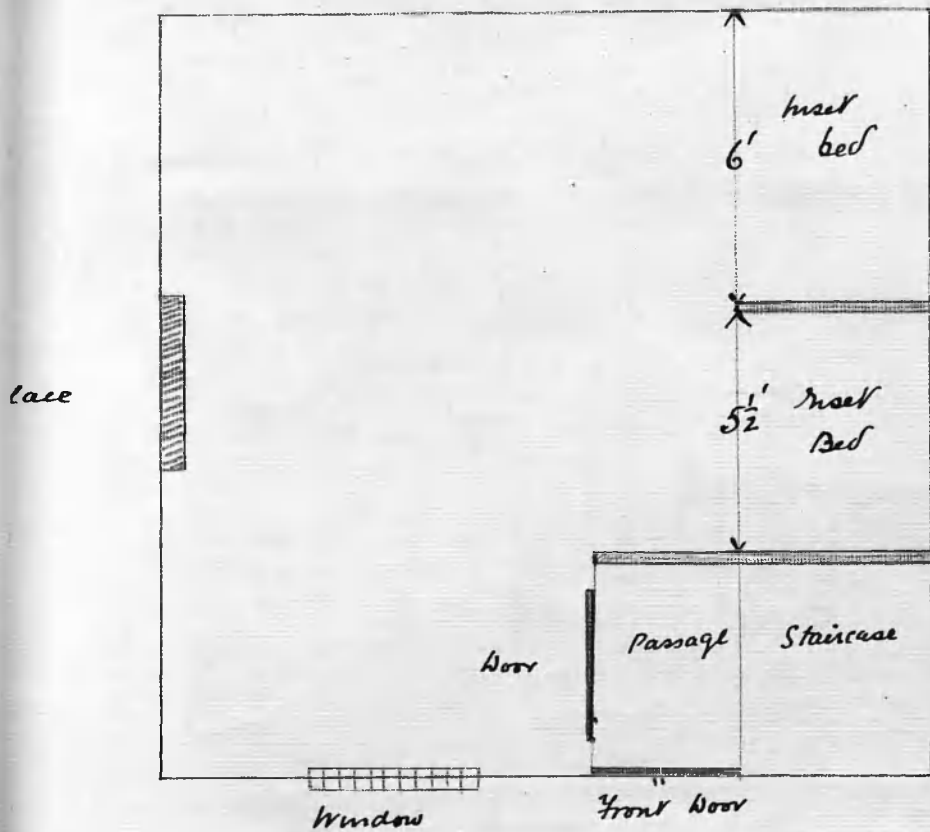 Inset
bed
6'
lace
5½'
Inset
Bed
Door
Passage
Staircase
Window
Front Door